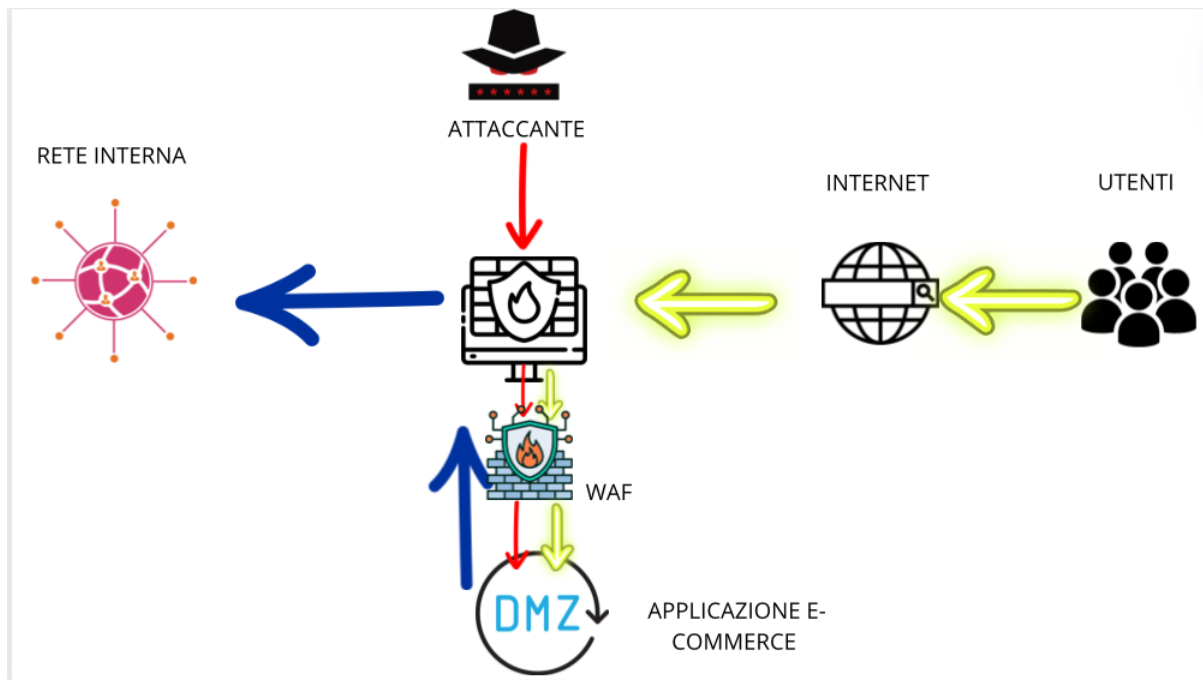 ATTACCANTE
RETE INTERNA
INTERNET
UTENTI
WAF
DMZ
APPLICAZIONE E-
COMMERCE